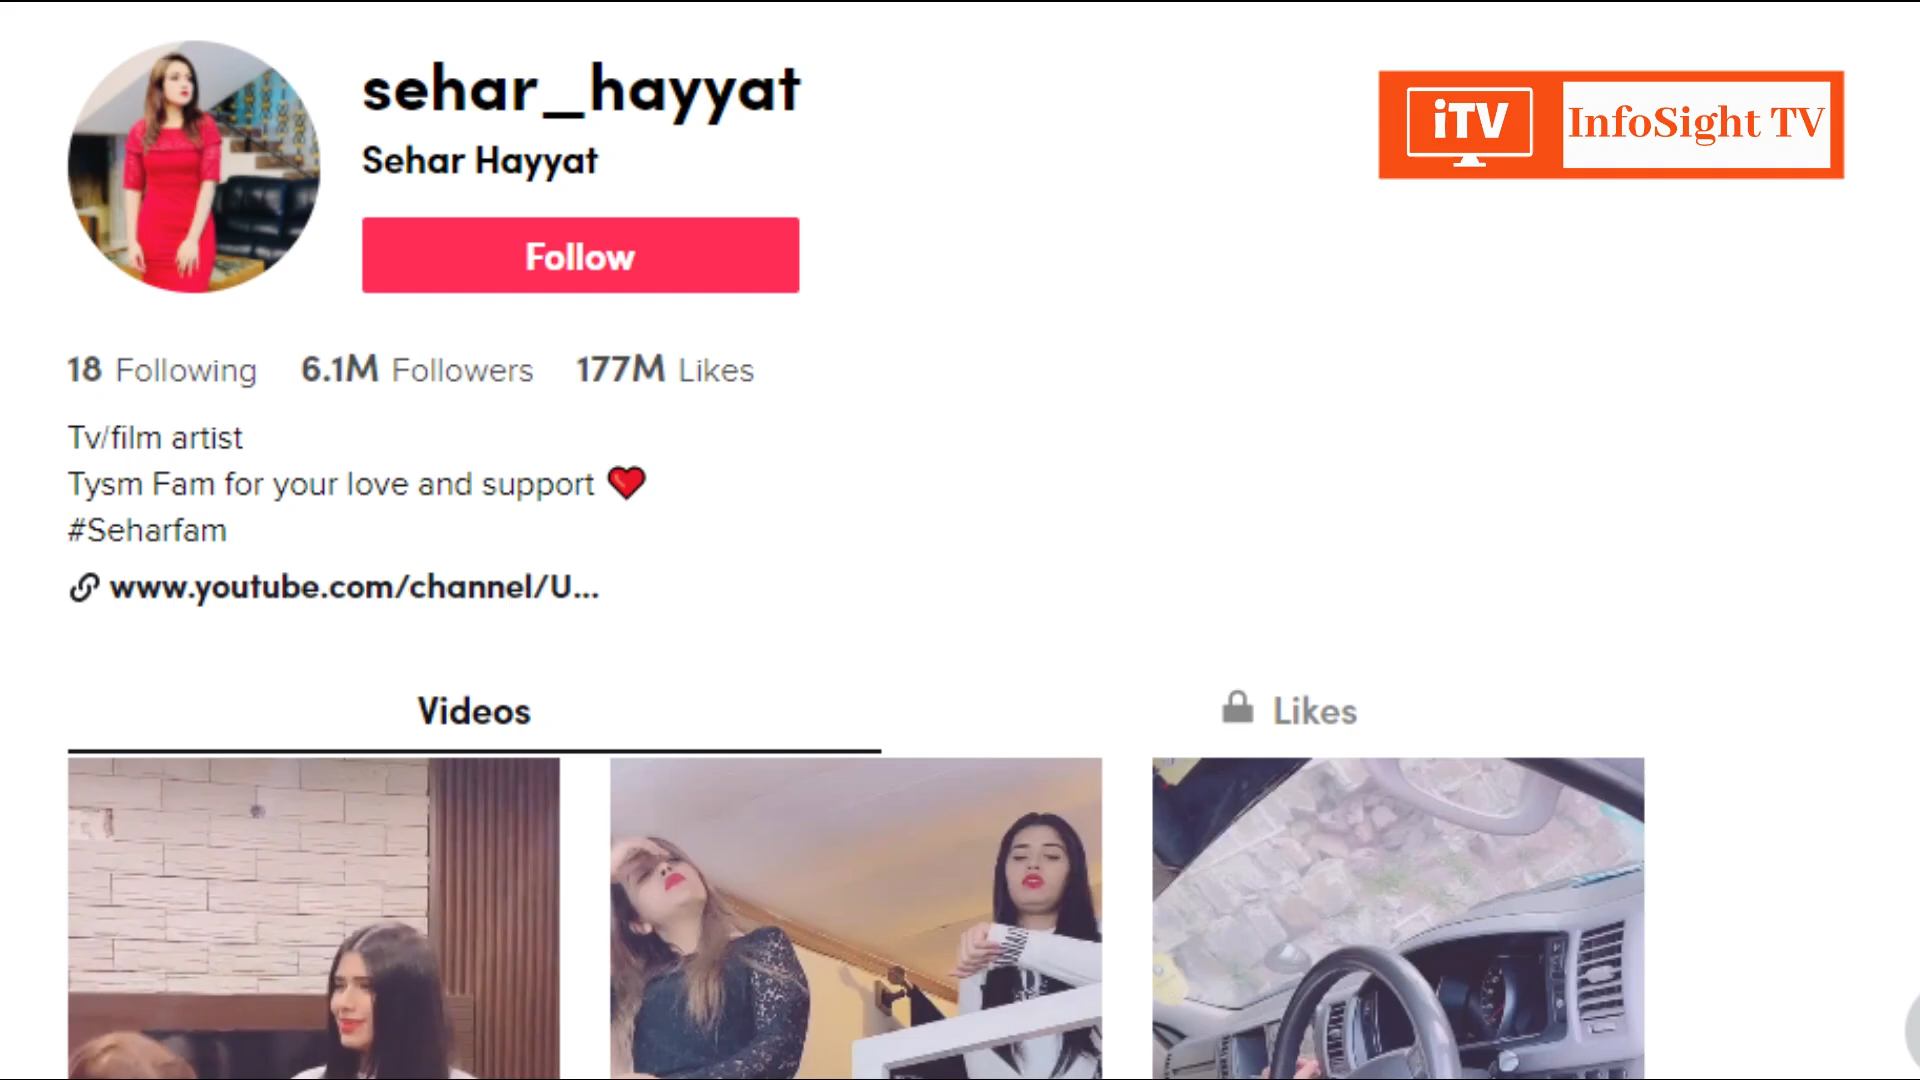 sehar_hayyat
Sehar Hayyat
iTV InfoSight TV
Follow
18 Following 6.1M Followers 177M Likes
Tv/film artist
Tysm Fam for your love and support ❤️
#Seharfam
www.youtube.com/channel/U...
Videos Likes